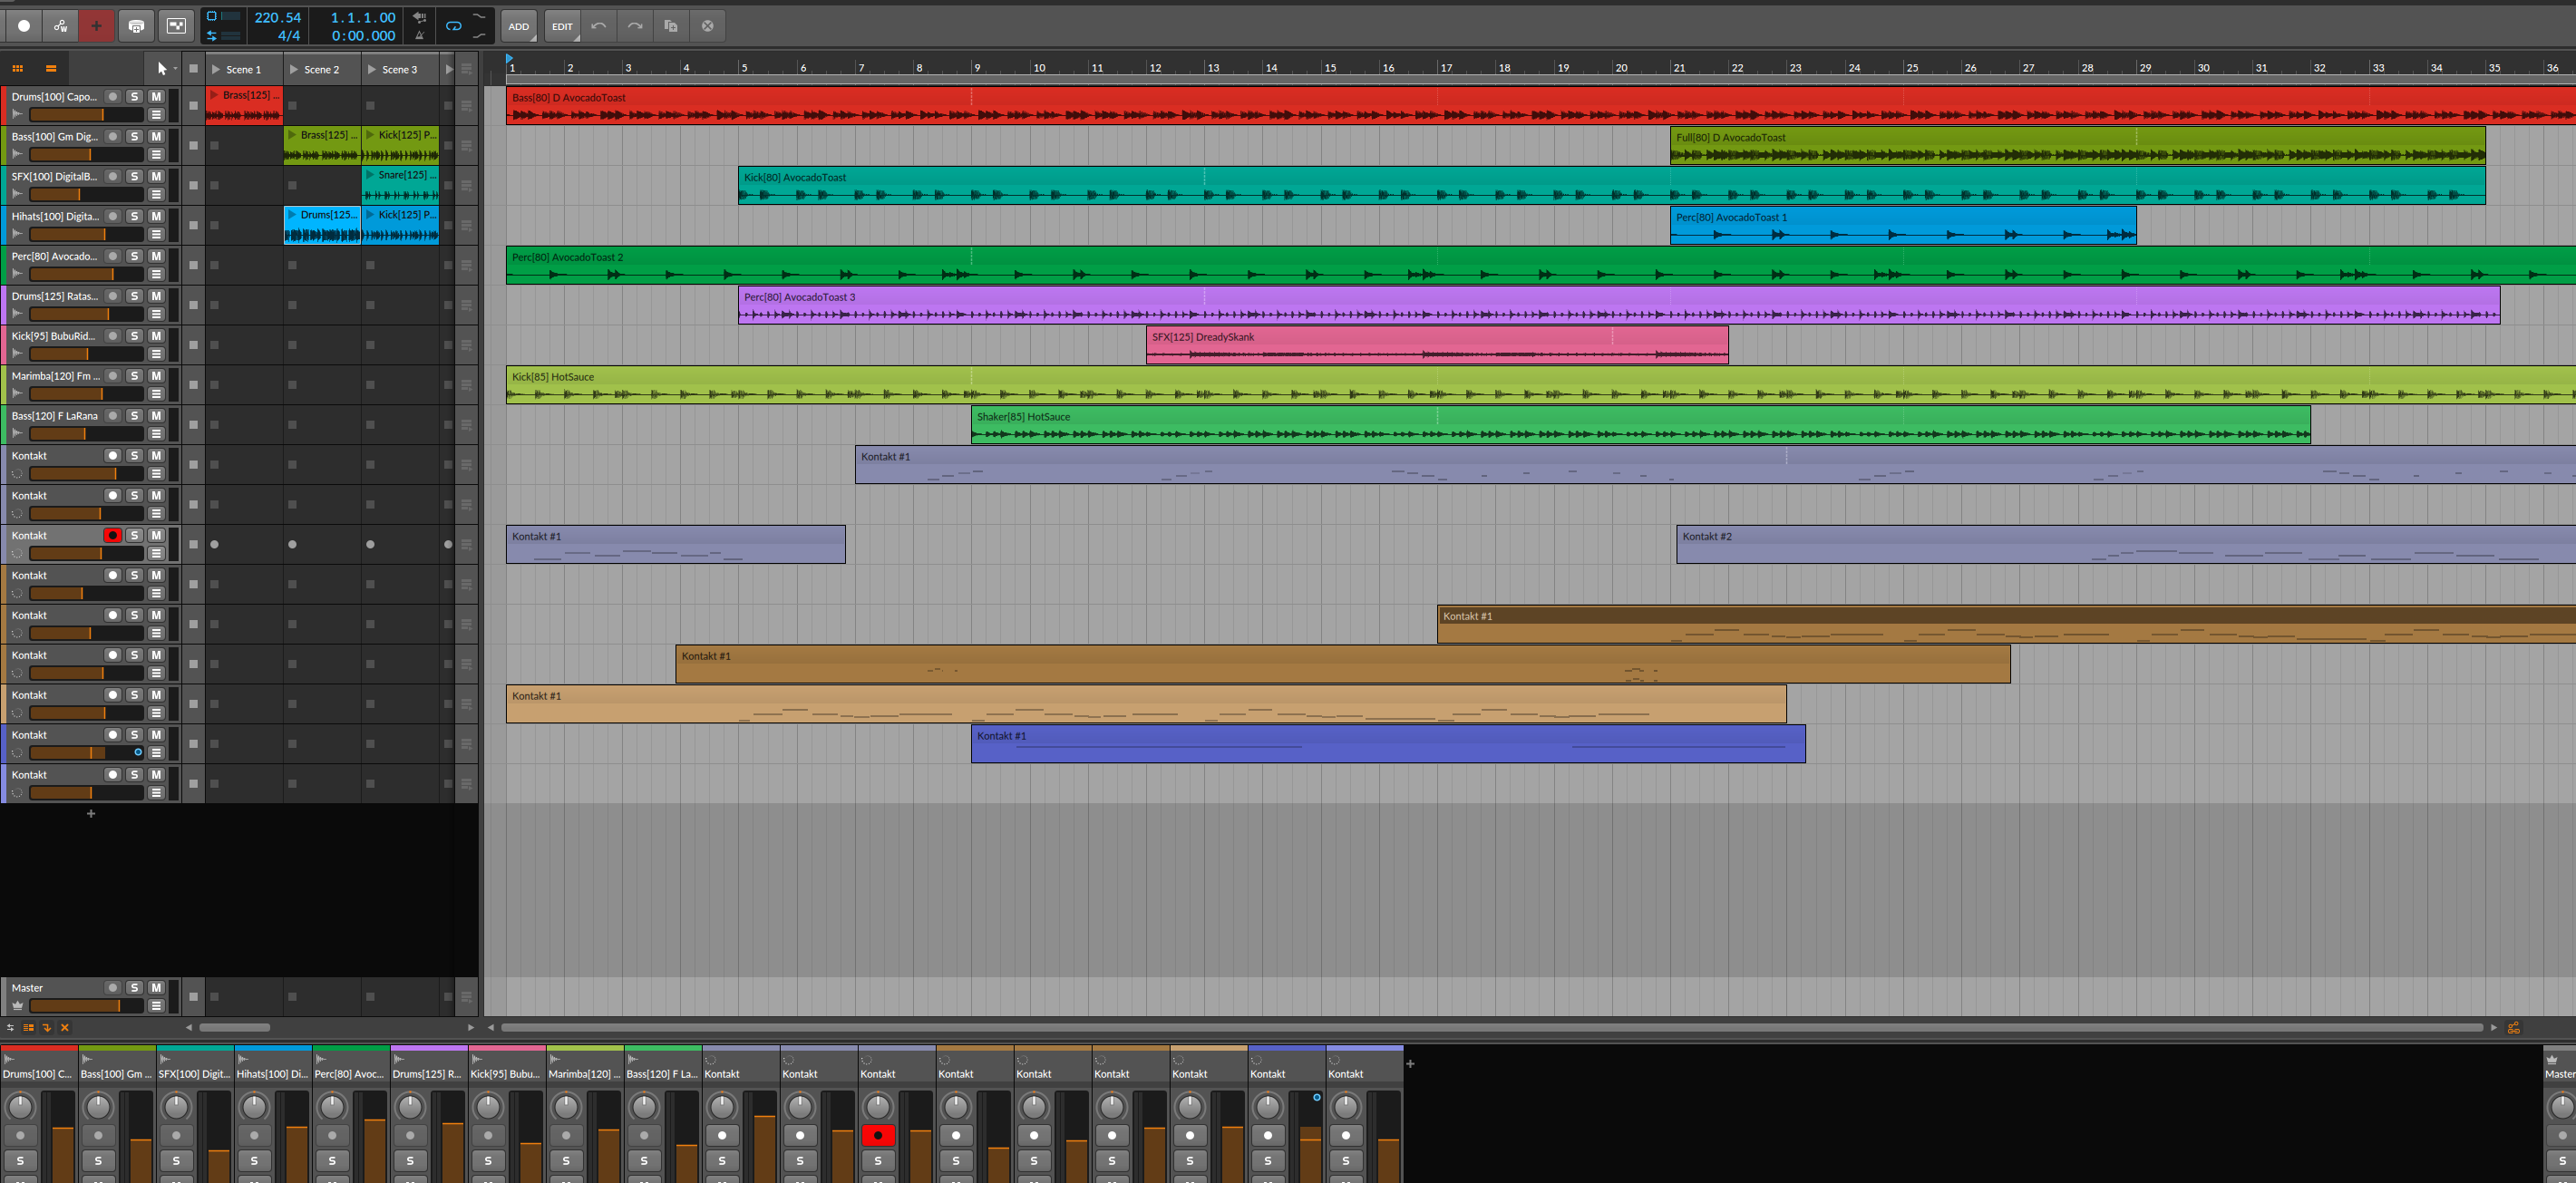 220.54 1.1.1.00
4/4 0:00.000
ADD EDIT
Scene 1 Scene 2 Scene 3
1 2 3 4 5 6 7 8 9 10 11 12 13 14 15 16 17 18 19 20 21 22 23 24 25 26 27 28 29 30 31 32 33 34 35 36
Drums[100] Capo... S M Brass[125] ... Bass[80] D AvocadoToast
Bass[100] Gm Dig... S M Brass[125] ... Kick[125] P... Full[80] D AvocadoToast
SFX[100] DigitalB... S M Snare[125] ... Kick[80] AvocadoToast
Hihats[100] Digita... S M Drums[125... Kick[125] P... Perc[80] AvocadoToast 1
Perc[80] Avocado... S M Perc[80] AvocadoToast 2
Drums[125] Ratas... S M Perc[80] AvocadoToast 3
Kick[95] BubuRid... S M SFX[125] DreadySkank
Marimba[120] Fm ... S M Kick[85] HotSauce
Bass[120] F LaRana S M Shaker[85] HotSauce
Kontakt S M Kontakt #1
Kontakt S M
Kontakt S M Kontakt #1 Kontakt #2
Kontakt S M
Kontakt S M Kontakt #1
Kontakt S M Kontakt #1
Kontakt S M Kontakt #1
Kontakt S M Kontakt #1
Kontakt S M
Master S M
Drums[100] C... Bass[100] Gm ... SFX[100] Digit... Hihats[100] Di... Perc[80] Avoc... Drums[125] R... Kick[95] Bubu... Marimba[120] ... Bass[120] F La... Kontakt Kontakt Kontakt Kontakt Kontakt Kontakt Kontakt Kontakt Kontakt Master
S S S S S S S S S S S S S S S S S S S